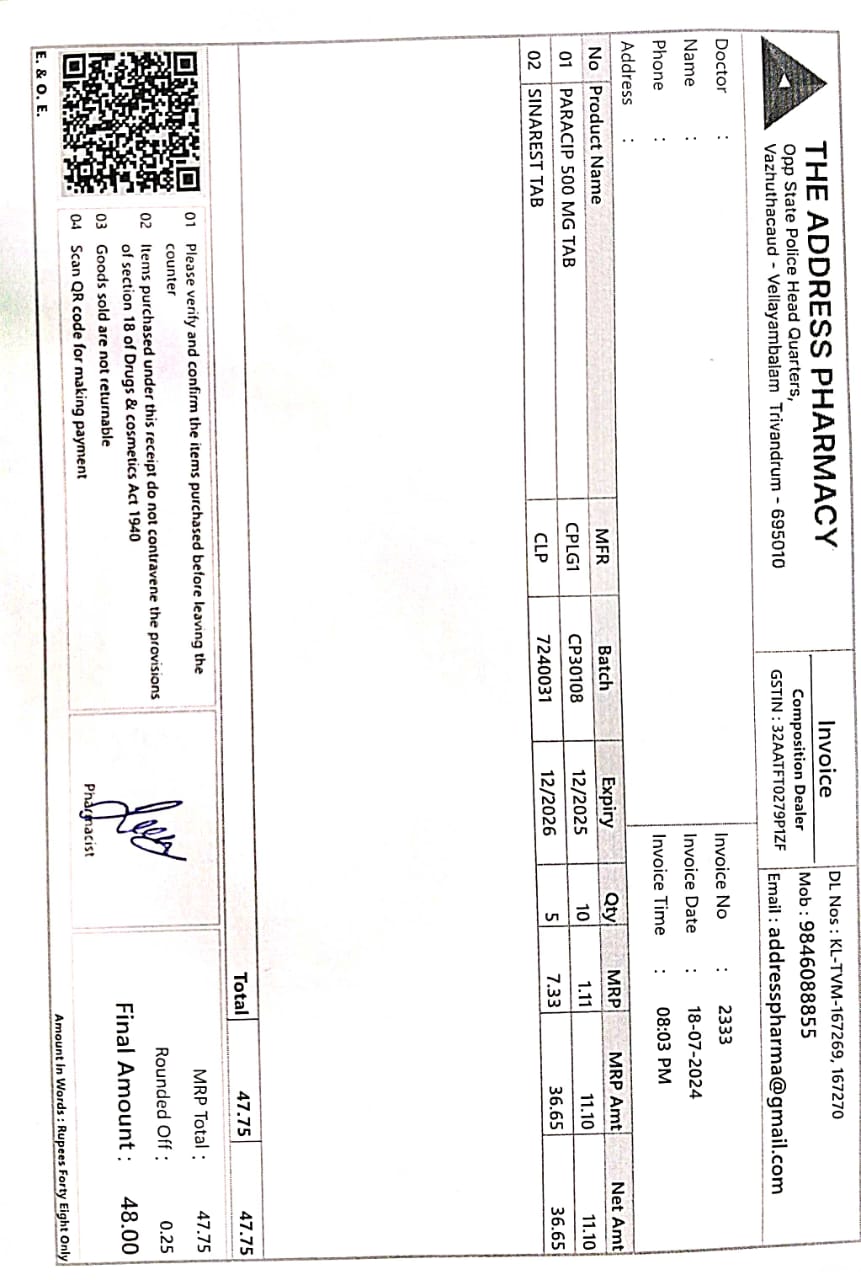 THE ADDRESS PHARMACY
Opp State Police Head Quarters,
Vazhuthacaud - Vellayambalam Trivandrum - 695010
Invoice
Composition Dealer
GSTIN : 32AATFT0279P1ZF
DL Nos : KL-TVM-167269, 167270
Mob : 9846088855
Email : addresspharma@gmail.com
Doctor :
Name :
Phone :
Address :
Invoice No : 2333
Invoice Date : 18-07-2024
Invoice Time : 08:03 PM
No Product Name MFR Batch Expiry Qty MRP MRP Amt Net Amt
01 PARACIP 500 MG TAB CPLG1 CP30108 12/2025 10 1.11 11.10 11.10
02 SINAREST TAB CLP 7240031 12/2026 5 7.33 36.65 36.65
Total 47.75 47.75
01 Please verify and confirm the items purchased before leaving the
counter
02 Items purchased under this receipt do not contravene the provisions
of section 18 of Drugs & cosmetics Act 1940
03 Goods sold are not returnable
04 Scan QR code for making payment
Pharmacist
MRP Total : 47.75
Rounded Off : 0.25
Final Amount : 48.00
Amount In Words : Rupees Forty Eight Only
E. & O. E.